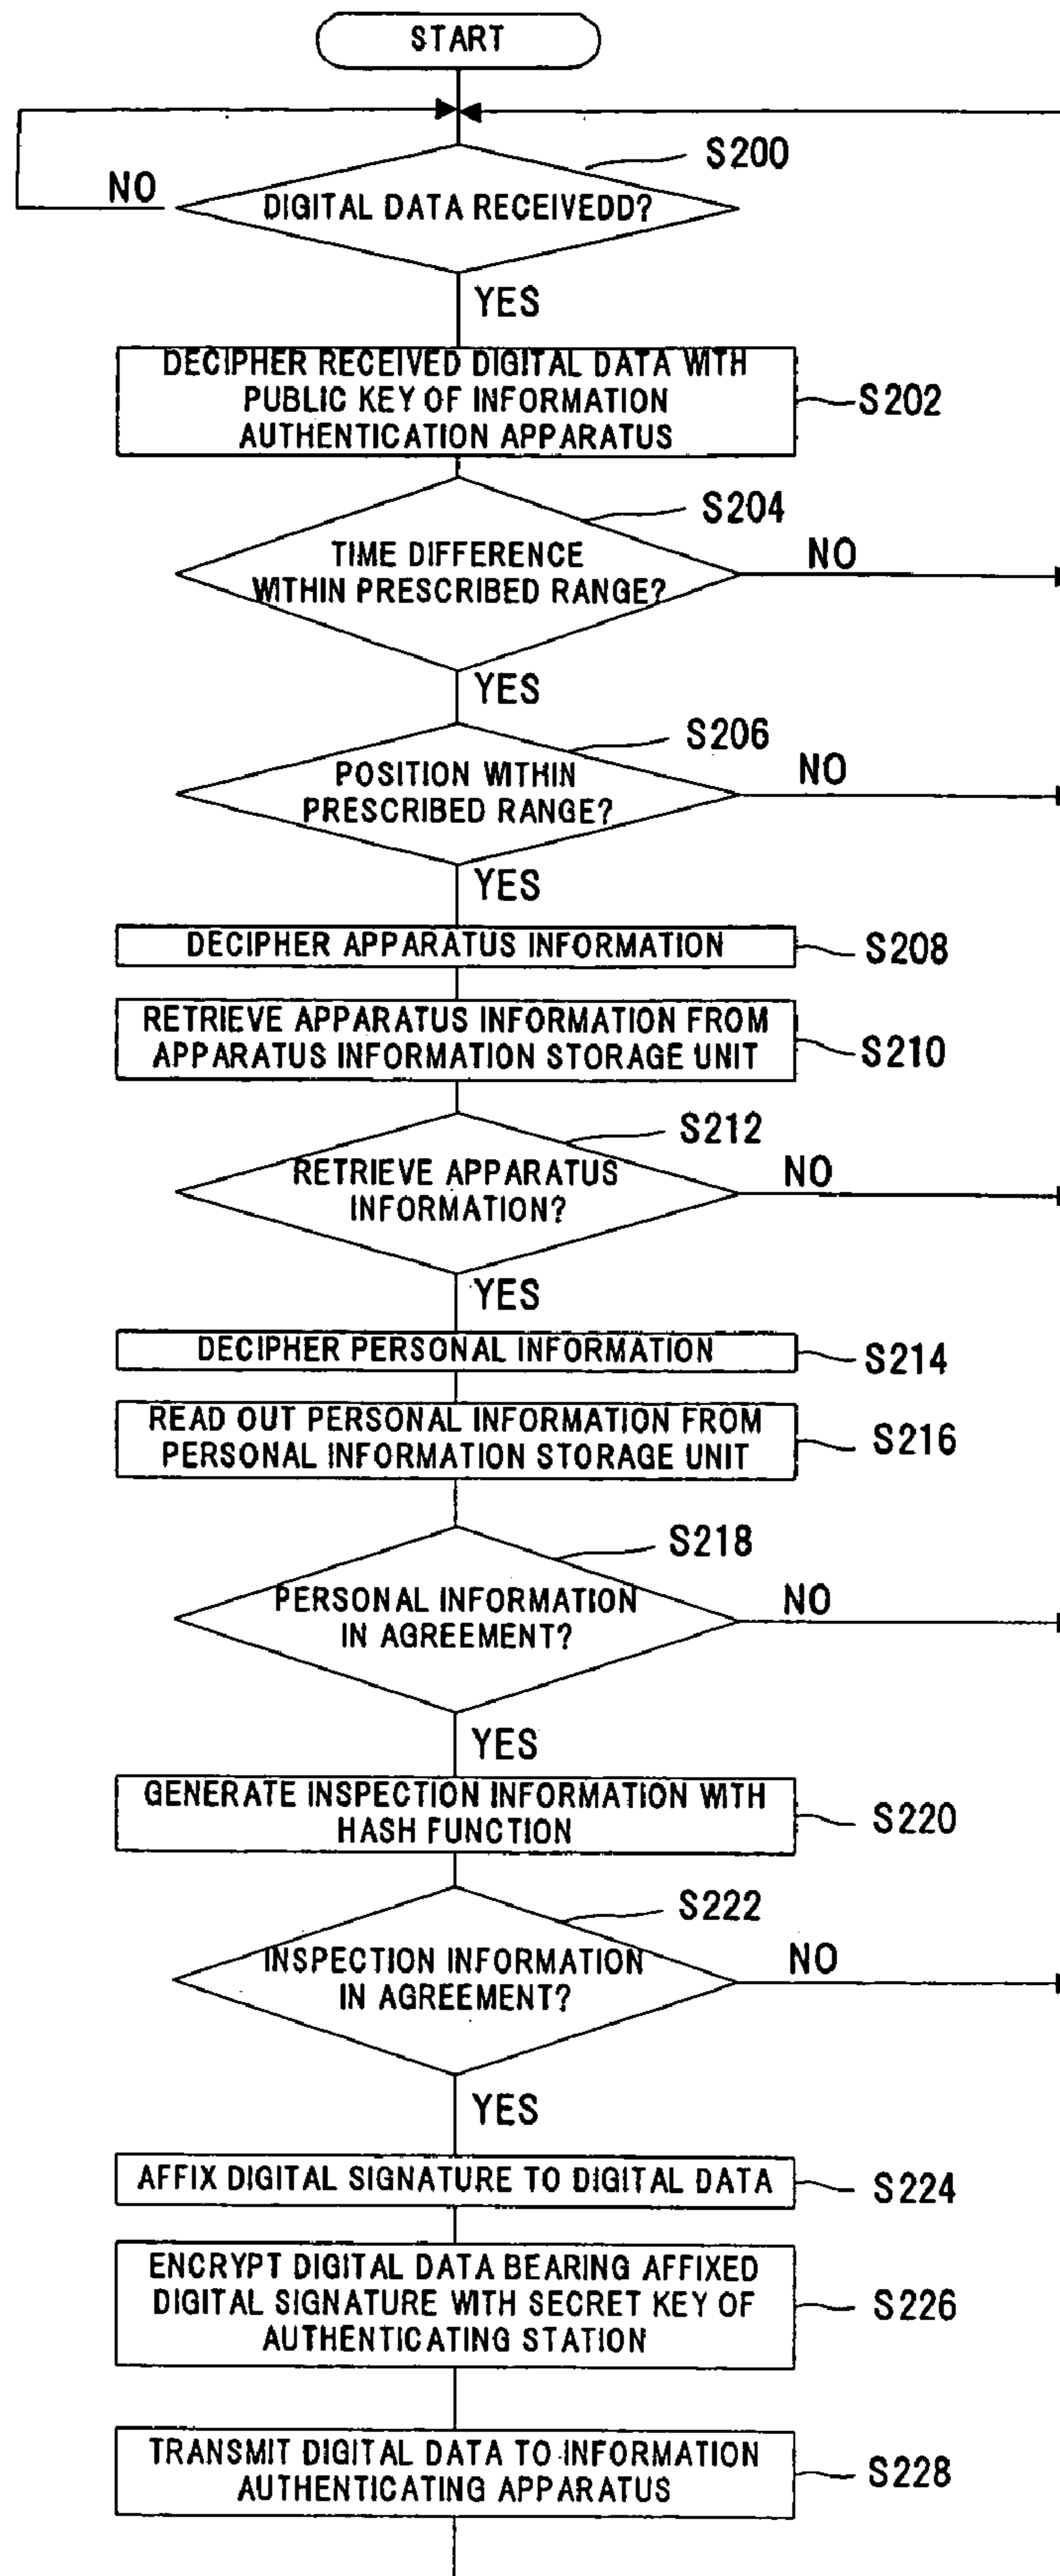 START
S200
NO
DIGITAL DATA RECEIVEDD?
YES
DECIPHER RECEIVED DIGITAL DATA WITH
PUBLIC KEY OF INFORMATION
AUTHENTICATION APPARATUS
S202
S204
TIME DIFFERENCE
WITHIN PRESCRIBED RANGE?
NO
YES
S206
POSITION WITHIN
PRESCRIBED RANGE?
NO
YES
DECIPHER APPARATUS INFORMATION
S208
RETRIEVE APPARATUS INFORMATION FROM
APPARATUS INFORMATION STORAGE UNIT
S210
S212
RETRIEVE APPARATUS
INFORMATION?
NO
YES
DECIPHER PERSONAL INFORMATION
S214
READ OUT PERSONAL INFORMATION FROM
PERSONAL INFORMATION STORAGE UNIT
S216
S218
PERSONAL INFORMATION
IN AGREEMENT?
NO
YES
GENERATE INSPECTION INFORMATION WITH
HASH FUNCTION
S220
S222
INSPECTION INFORMATION
IN AGREEMENT?
NO
YES
AFFIX DIGITAL SIGNATURE TO DIGITAL DATA
S224
ENCRYPT DIGITAL DATA BEARING AFFIXED
DIGITAL SIGNATURE WITH SECRET KEY OF
AUTHENTICATING STATION
S226
TRANSMIT DIGITAL DATA TO INFORMATION
AUTHENTICATING APPARATUS
S228